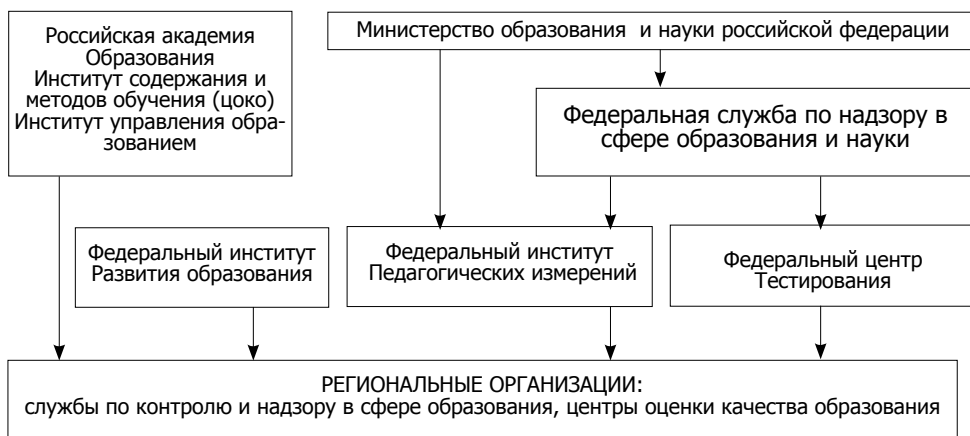 Российская академия
Образования
Институт содержания и
методов обучения (цоко)
Институт управления обра-
зованием
Министерство образования и науки российской федерации
Федеральная служба по надзору в
сфере образования и науки
Федеральный институт
Развития образования
Федеральный институт
Педагогических измерений
Федеральный центр
Тестирования
РЕГИОНАЛЬНЫЕ ОРГАНИЗАЦИИ:
службы по контролю и надзору в сфере образования, центры оценки качества образования